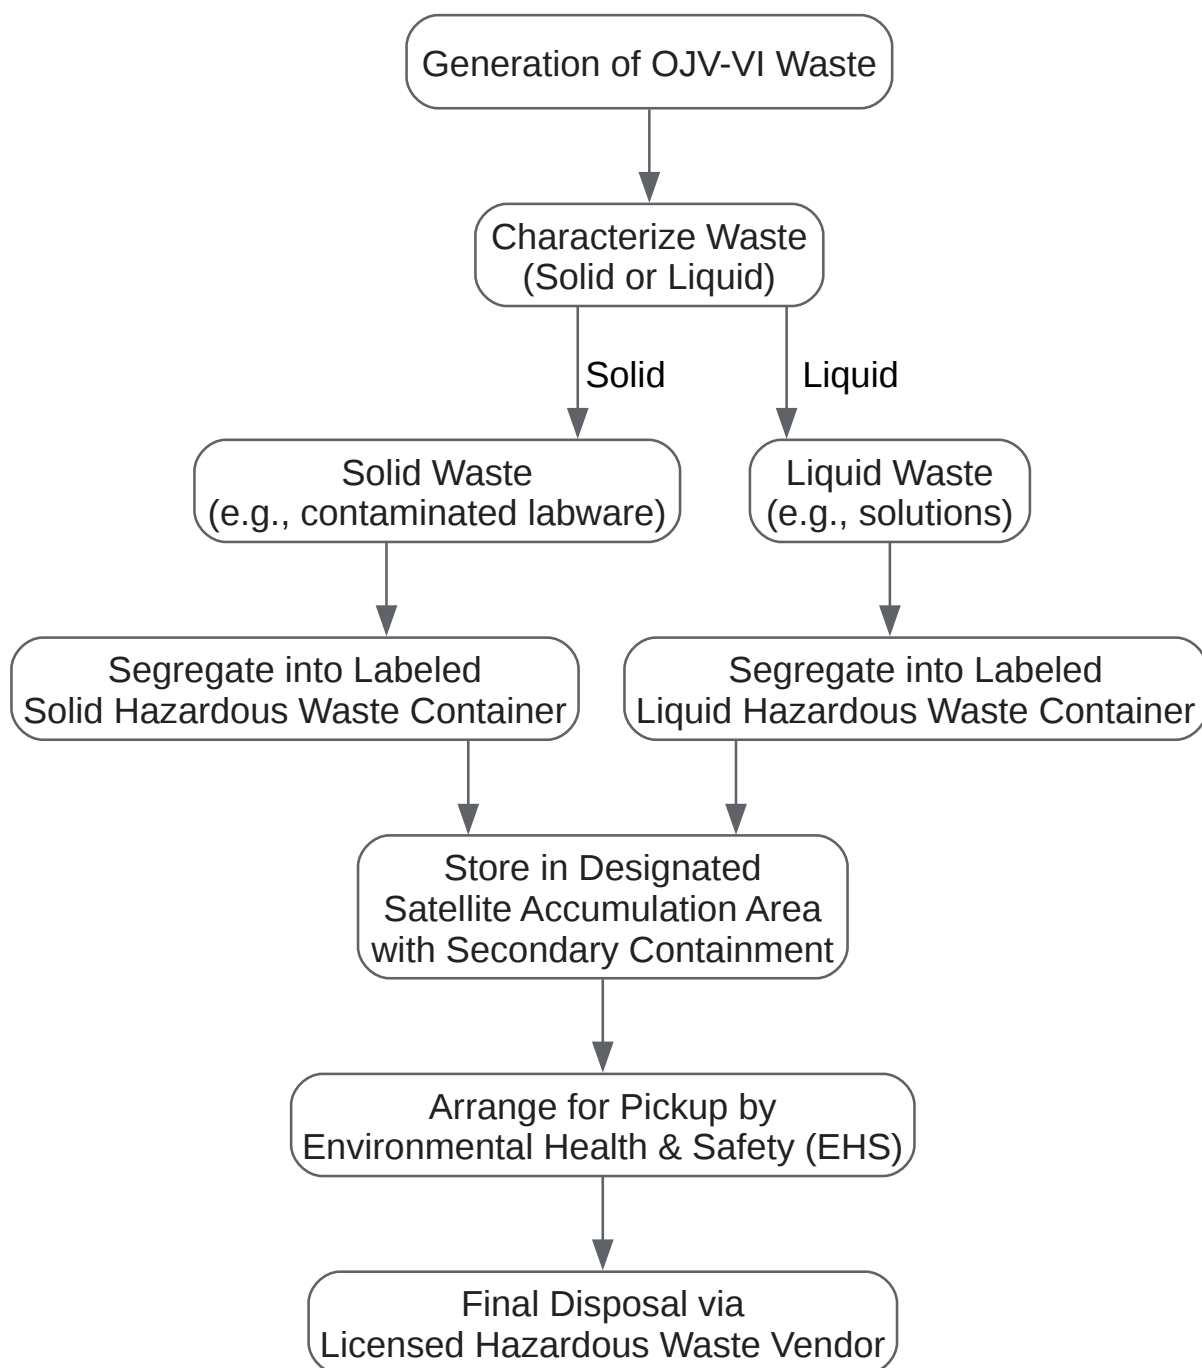 Generation of OJV-VI Waste
Characterize Waste
(Solid or Liquid)
Solid
Liquid
Solid Waste
(e.g., contaminated labware)
Liquid Waste
(e.g., solutions)
Segregate into Labeled
Solid Hazardous Waste Container
Segregate into Labeled
Liquid Hazardous Waste Container
Store in Designated
Satellite Accumulation Area
with Secondary Containment
Arrange for Pickup by
Environmental Health & Safety (EHS)
Final Disposal via
Licensed Hazardous Waste Vendor